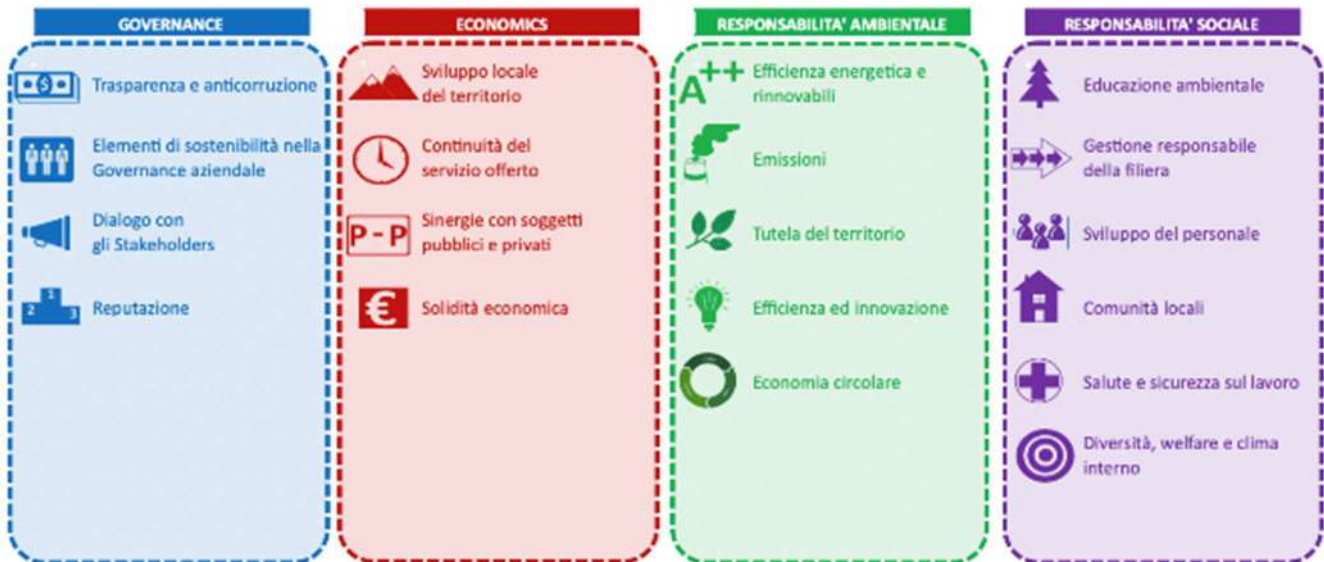 GOVERNANCE
Trasparenza e anticorruzione
Elementi di sostenibilità nella
Governance aziendale
Dialogo con
gli Stakeholders
1
2
3
Reputazione
ECONOMICS
Sviluppo locale
del territorio
Continuità del
servizio offerto
P - P
Sinergie con soggetti
pubblici e privati
€
Solidità economica
RESPONSABILITA' AMBIENTALE
A++
Efficienza energetica e
rinnovabili
Emissioni
Tutela del territorio
Efficienza ed innovazione
Economia circolare
RESPONSABILITA' SOCIALE
Educazione ambientale
Gestione responsabile
della filiera
Sviluppo del personale
Comunità locali
Salute e sicurezza sul lavoro
Diversità, welfare e clima
interno